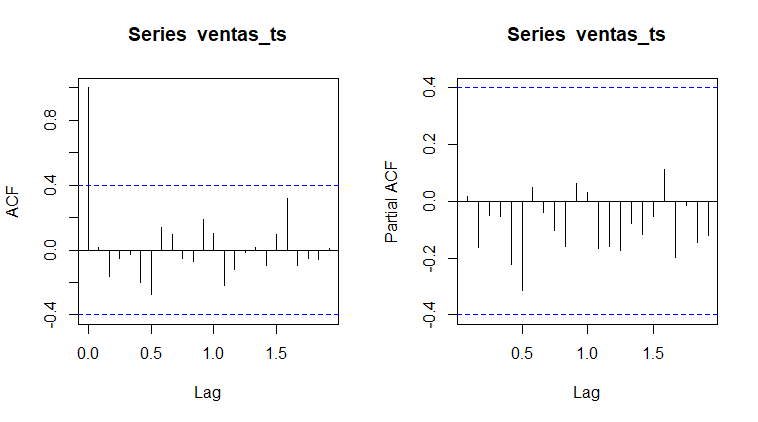 Series ventas_ts
ACF
0.8
0.4
0.0
-0.4
0.0 0.5 1.0 1.5
Lag
Series ventas_ts
Partial ACF
0.4
0.2
0.0
-0.2
-0.4
0.5 1.0 1.5
Lag